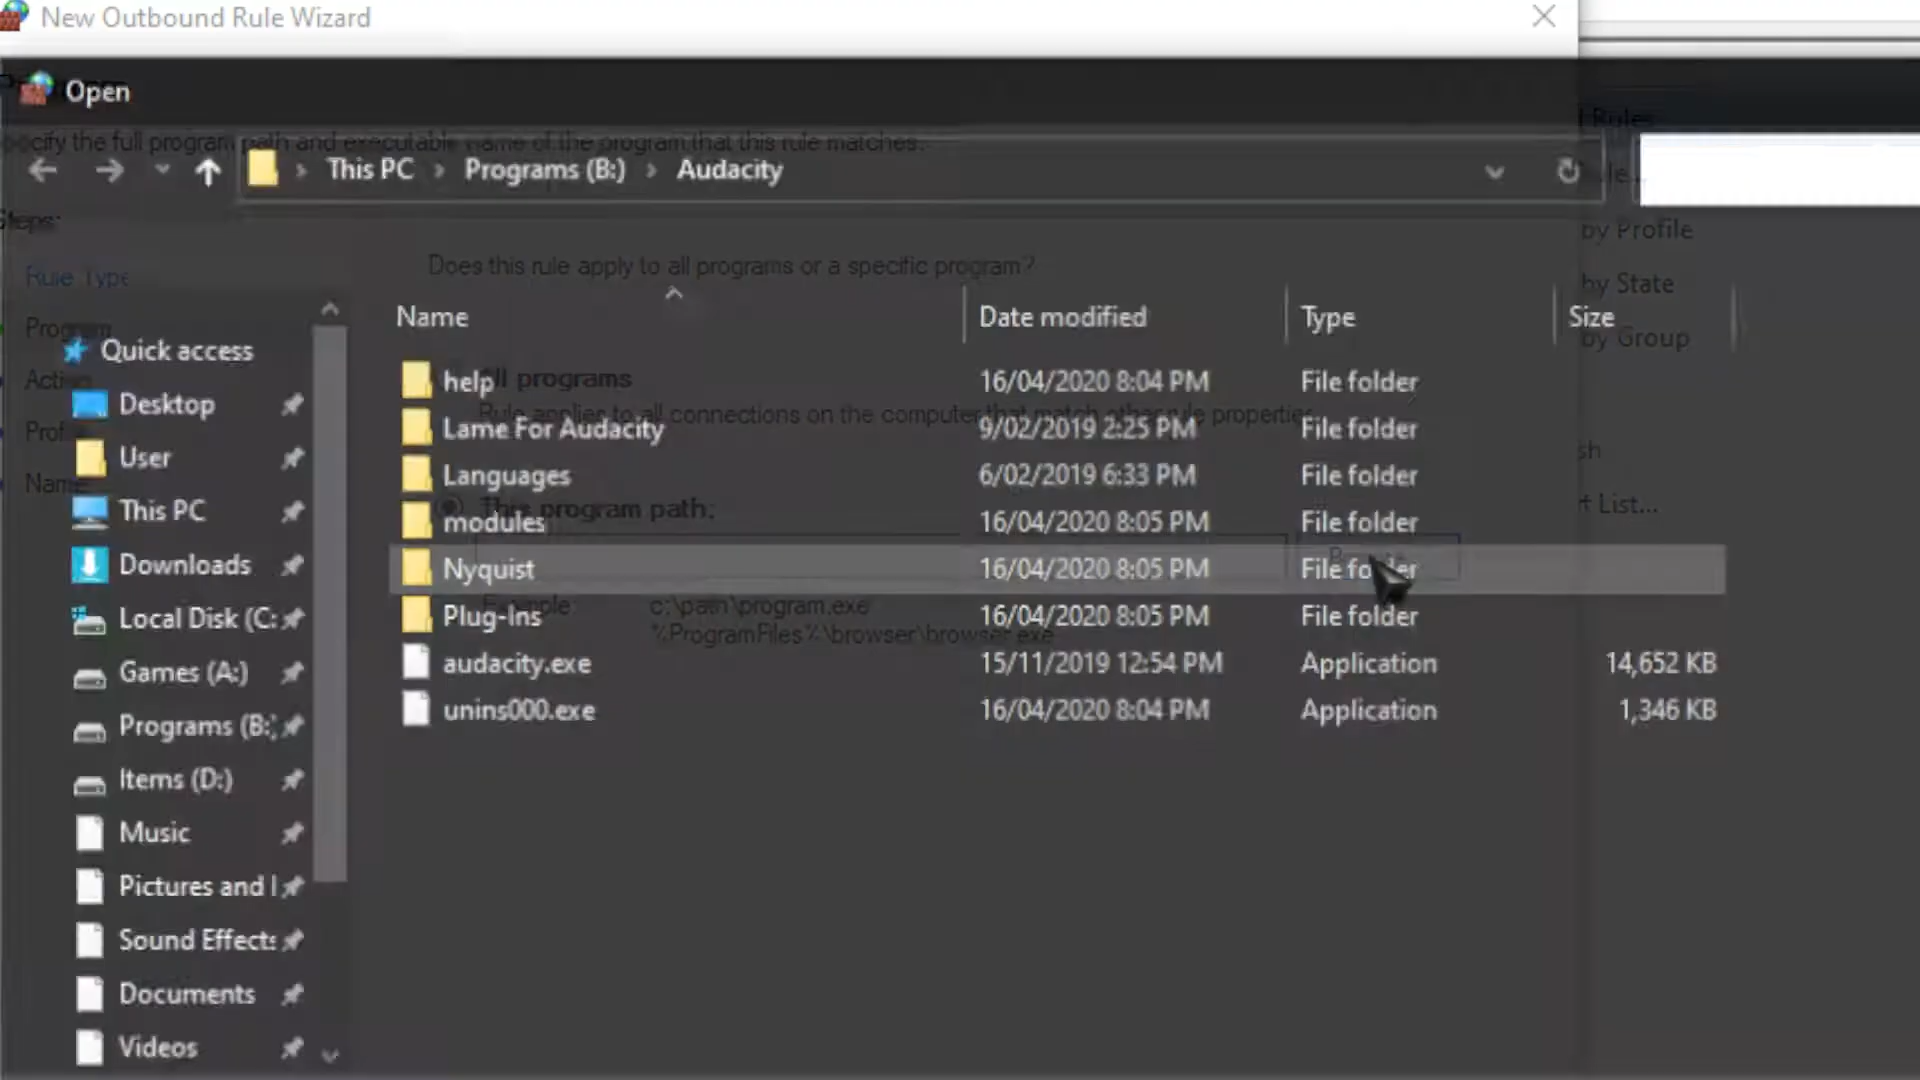 New Outbound Rule Wizard
Open
specify the full program path and executable name of the program that this rule matches.
This PC > Programs (B:) > Audacity
Steps:
by Profile
Rule Type
Does this rule apply to all programs or a specific program?
by State
Name Date modified Type Size
Program
by Group
Quick access
All programs
help 16/04/2020 8:04 PM File folder
Desktop
Rule applies to all connections on the computer that match other rule properties.
Lame For Audacity 9/02/2019 2:25 PM File folder
User
Languages 6/02/2019 6:33 PM File folder
Name
This program path:
This PC
modules 16/04/2020 8:05 PM File folder
t List...
Nyquist 16/04/2020 8:05 PM File folder
Downloads
Example: c:\path\program.exe
Plug-Ins 16/04/2020 8:05 PM File folder
Local Disk (C:
%ProgramFiles%\browser\browser.exe
audacity.exe 15/11/2019 12:54 PM Application 14,652 KB
Games (A:)
unins000.exe 16/04/2020 8:04 PM Application 1,346 KB
Programs (B:)
Items (D:)
Music
Pictures and
Sound Effects
Documents
Videos